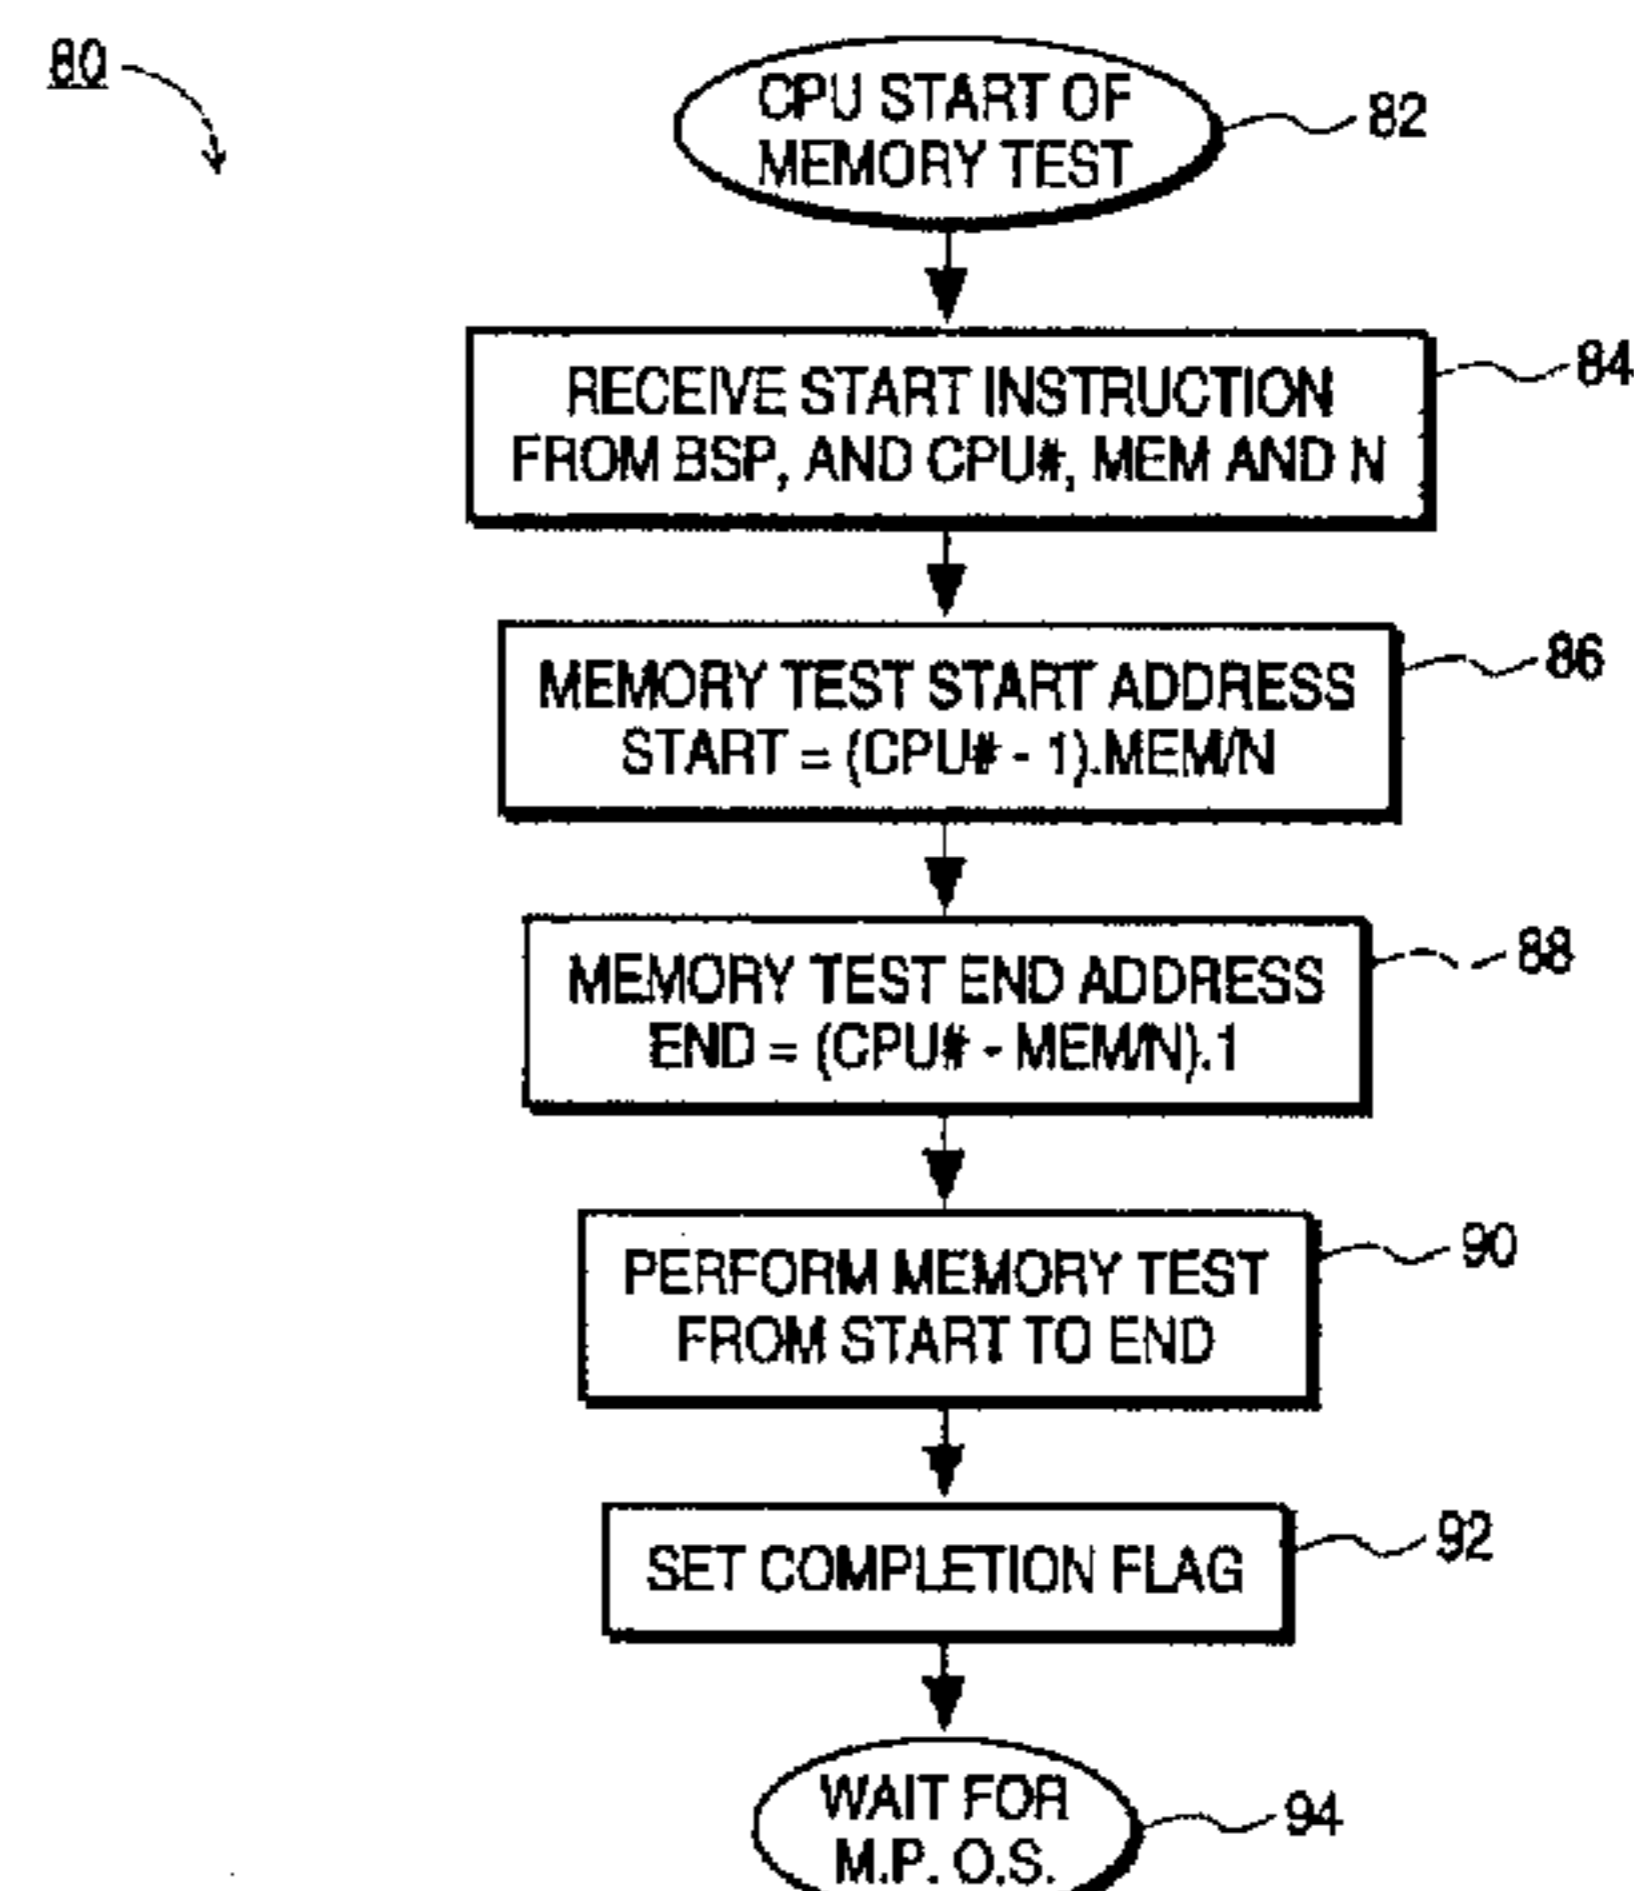 80
CPU START OF
MEMORY TEST
82
RECEIVE START INSTRUCTION
FROM BSP, AND CPU#, MEM AND N
84
MEMORY TEST START ADDRESS
START = (CPU# - 1).MEM/N
86
MEMORY TEST END ADDRESS
END = (CPU# - MEM/N).1
88
PERFORM MEMORY TEST
FROM START TO END
90
SET COMPLETION FLAG
92
WAIT FOR
M.P. O.S.
94